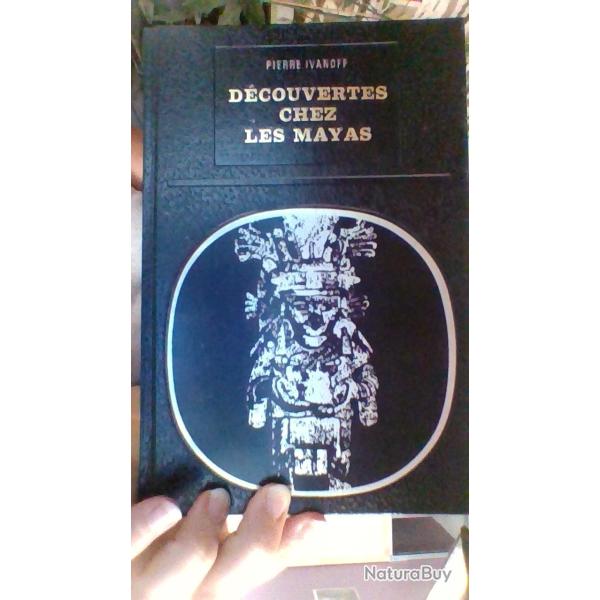 PIERRE IVANOFF
DÉCOUVERTES
CHEZ
LES MAYAS
NaturaBuy